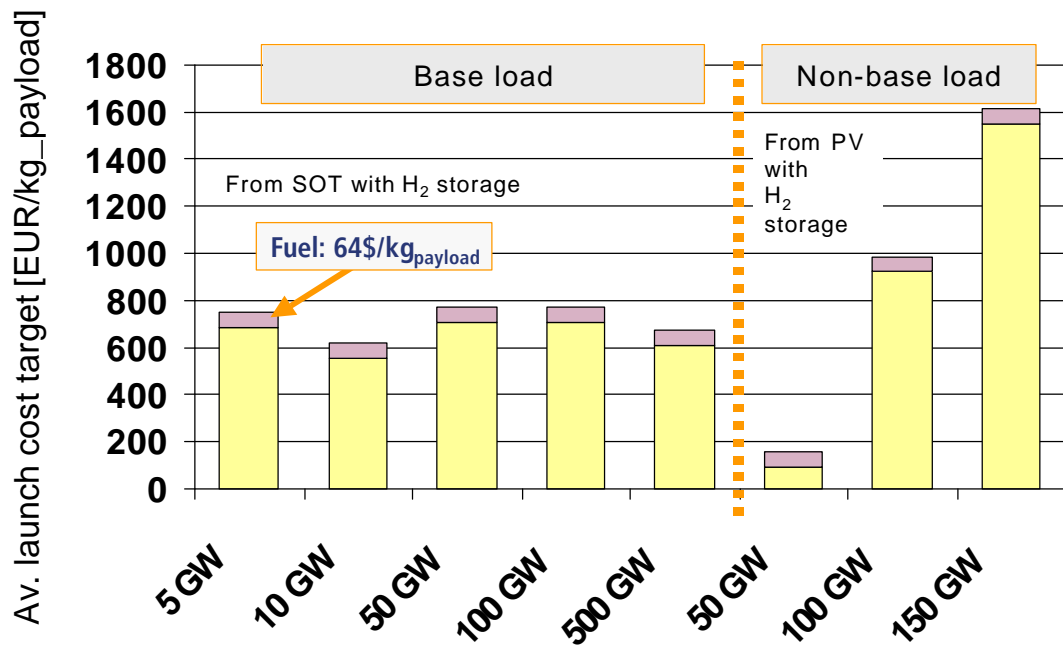 Av. launch cost target [EUR/kg_payload]
1800
1600
1400
1200
1000
800
600
400
200
0
Base load
Non-base load
From SOT with H₂ storage
From PV
with
H₂
storage
Fuel: 64$/kg_payload
5 GW
10 GW
50 GW
100 GW
500 GW
50 GW
100 GW
150 GW